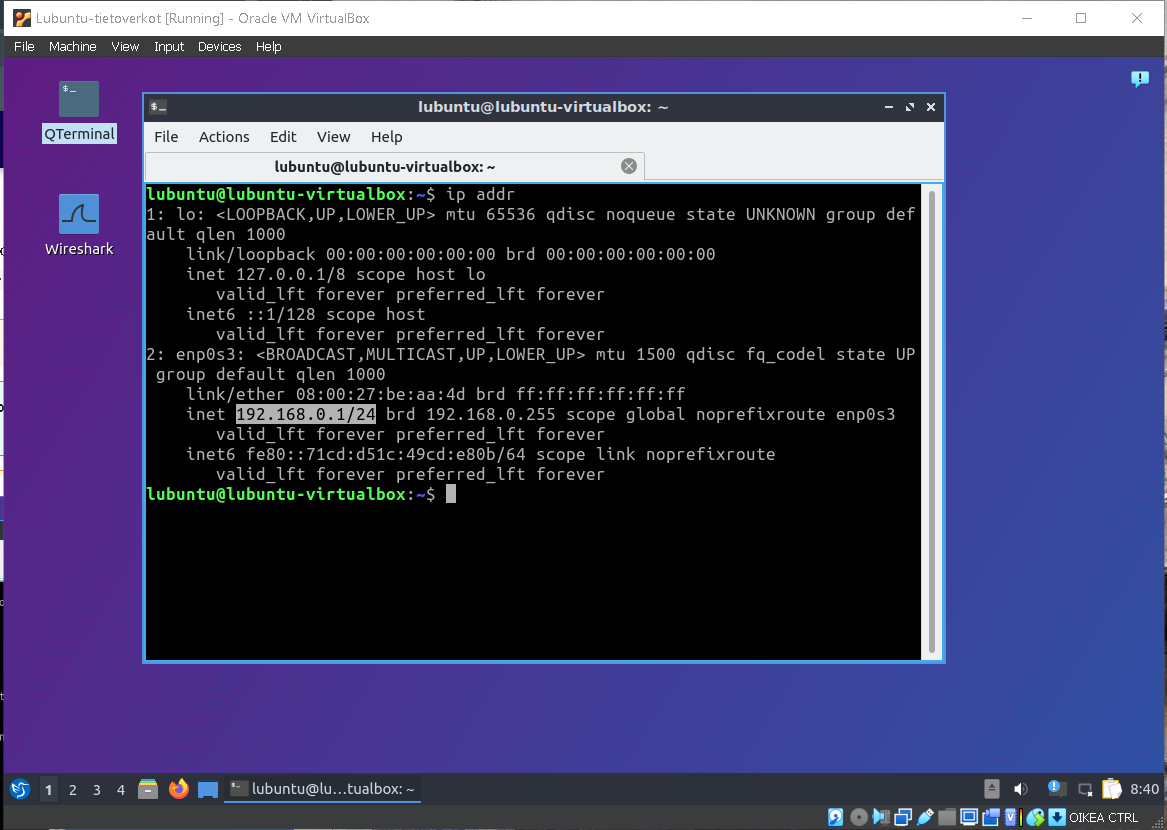 Lubuntu-tietoverkot [Running] - Oracle VM VirtualBox
File Machine View Input Devices Help
QTerminal
Wireshark
lubuntu@lubuntu-virtualbox: ~
File Actions Edit View Help
lubuntu@lubuntu-virtualbox: ~
lubuntu@lubuntu-virtualbox:~$ ip addr
1: lo: <LOOPBACK,UP,LOWER_UP> mtu 65536 qdisc noqueue state UNKNOWN group def
ault qlen 1000
link/loopback 00:00:00:00:00:00 brd 00:00:00:00:00:00
inet 127.0.0.1/8 scope host lo
valid_lft forever preferred_lft forever
inet6 ::1/128 scope host
valid_lft forever preferred_lft forever
2: enp0s3: <BROADCAST,MULTICAST,UP,LOWER_UP> mtu 1500 qdisc fq_codel state UP
group default qlen 1000
link/ether 08:00:27:be:aa:4d brd ff:ff:ff:ff:ff:ff
inet 192.168.0.1/24 brd 192.168.0.255 scope global noprefixroute enp0s3
valid_lft forever preferred_lft forever
inet6 fe80::71cd:d51c:49cd:e80b/64 scope link noprefixroute
valid_lft forever preferred_lft forever
lubuntu@lubuntu-virtualbox:~$
1 2 3 4 lubuntu@lu…tualbox: ~ 8:40
OIKEA CTRL